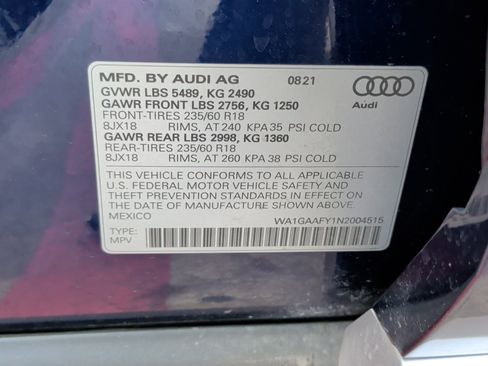 MFD. BY AUDI AG 08/21
GVWR LBS 5489, KG 2490
GAWR FRONT LBS 2756, KG 1250
FRONT-TIRES 235/60 R18
8JX18 RIMS, AT 240 KPA 35 PSI COLD
GAWR REAR LBS 2998, KG 1360
REAR-TIRES 235/60 R18
8JX18 RIMS, AT 260 KPA 38 PSI COLD
Audi
THIS VEHICLE CONFORMS TO ALL APPLICABLE
U.S. FEDERAL MOTOR VEHICLE SAFETY AND
THEFT PREVENTION STANDARDS IN EFFECT ON
THE DATE OF MANUFACTURE SHOWN ABOVE.
MEXICO
WA1GAAFY1N2004515
TYPE:
MPV